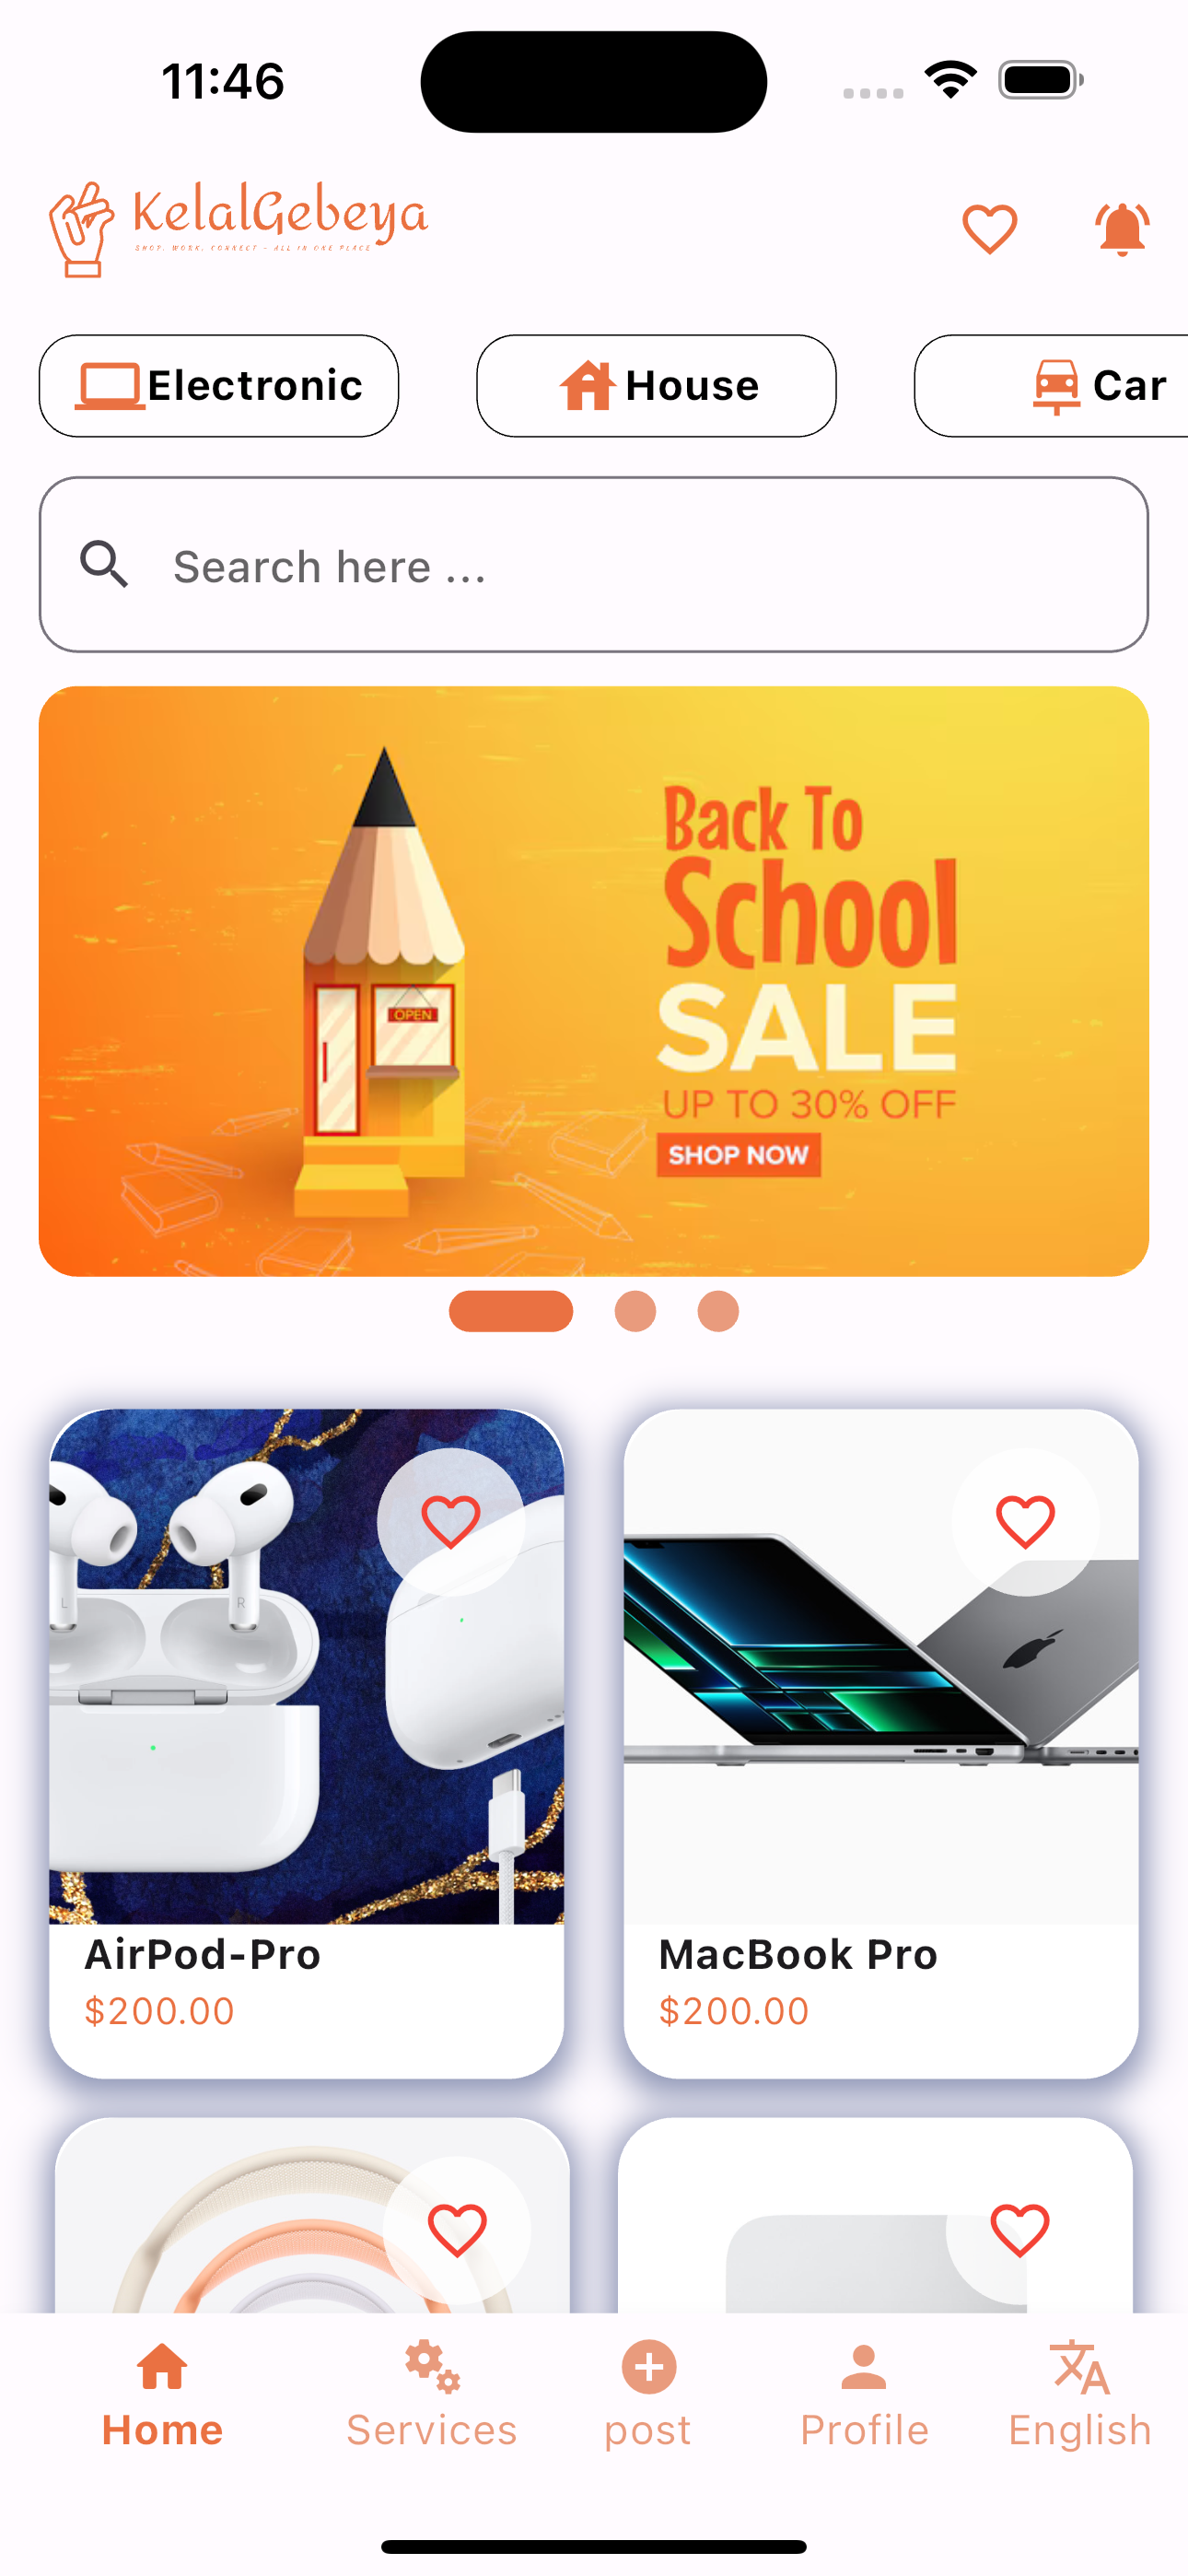 11:46
KelalGebeya
SHOP, WORK, CONNECT - ALL IN ONE PLACE
Electronic
House
Car
Search here ...
Back To
School
SALE
UP TO 30% OFF
SHOP NOW
OPEN
L
R
AirPod-Pro
MacBook Pro
$200.00
$200.00
Home
Services
post
Profile
English